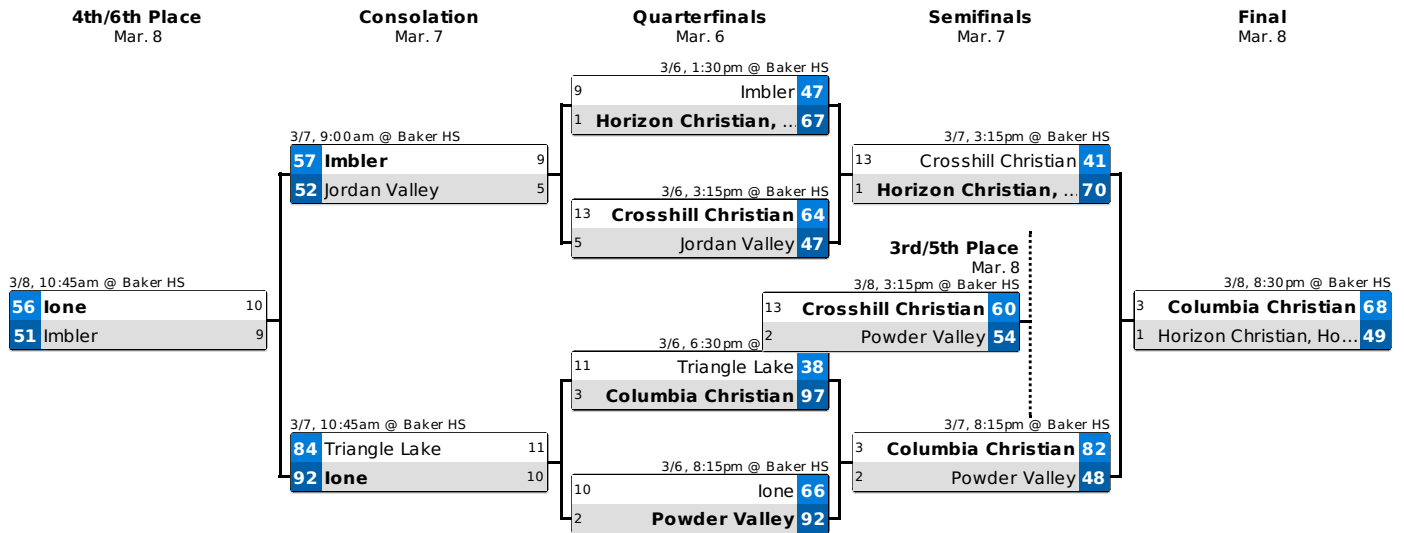 4th/6th Place
Mar. 8
3/8, 10:45am @ Baker HS
56 Ione 10
51 Imbler 9
Consolation
Mar. 7
3/7, 9:00am @ Baker HS
57 Imbler 9
52 Jordan Valley 5
3/7, 10:45am @ Baker HS
84 Triangle Lake 11
92 Ione 10
Quarterfinals
Mar. 6
3/6, 1:30pm @ Baker HS
9 Imbler 47
1 Horizon Christian, ... 67
3/6, 3:15pm @ Baker HS
13 Crosshill Christian 64
5 Jordan Valley 47
3/6, 6:30pm @
11 Triangle Lake 38
3 Columbia Christian 97
3/6, 8:15pm @ Baker HS
10 Ione 66
2 Powder Valley 92
Semifinals
Mar. 7
3/7, 3:15pm @ Baker HS
13 Crosshill Christian 41
1 Horizon Christian, ... 70
3rd/5th Place
Mar. 8
3/8, 3:15pm @ Baker HS
13 Crosshill Christian 60
2 Powder Valley 54
3/7, 8:15pm @ Baker HS
3 Columbia Christian 82
2 Powder Valley 48
Final
Mar. 8
3/8, 8:30pm @ Baker HS
3 Columbia Christian 68
1 Horizon Christian, Ho... 49